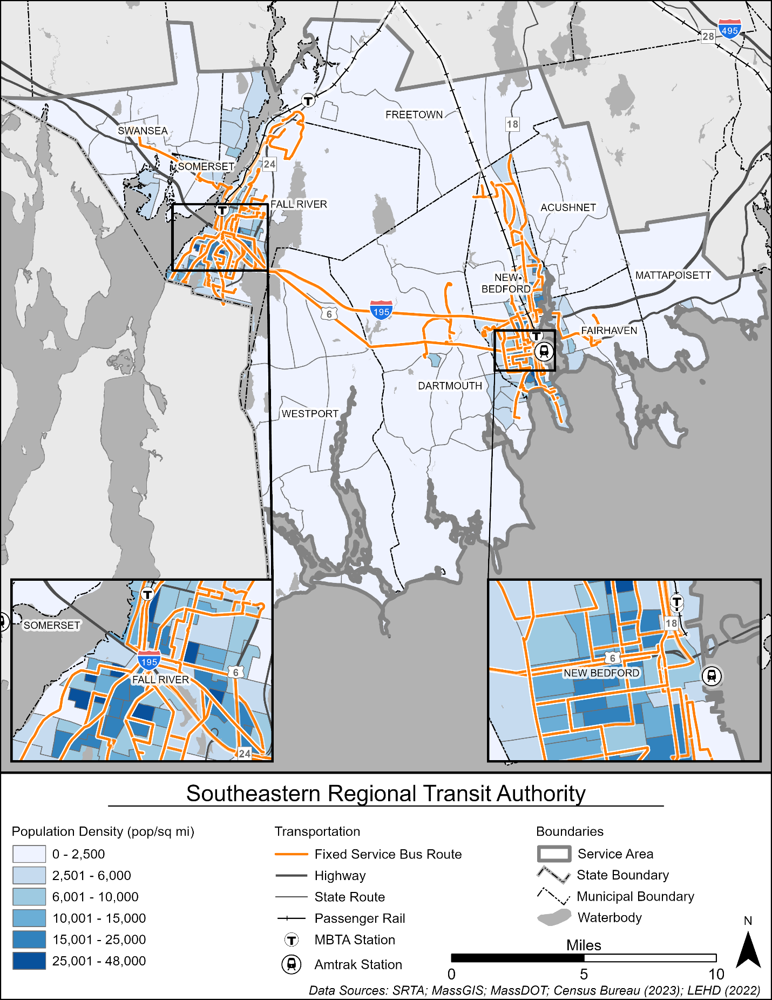 495
28
FREETOWN
18
SWANSEA
24
SOMERSET
FALL RIVER
ACUSHNET
MATTAPOISETT
NEW
BEDFORD
195
6
FAIRHAVEN
T
T
T
DARTMOUTH
WESTPORT
T
SOMERSET
195
FALL RIVER
6
24
T
18
6
NEW BEDFORD
Southeastern Regional Transit Authority
Population Density (pop/sq mi)
0 - 2,500
2,501 - 6,000
6,001 - 10,000
10,001 - 15,000
15,001 - 25,000
25,001 - 48,000
Transportation
Fixed Service Bus Route
Highway
State Route
Passenger Rail
T MBTA Station
Amtrak Station
Boundaries
Service Area
State Boundary
Municipal Boundary
Waterbody
N
Miles
0 5 10
Data Sources: SRTA; MassGIS; MassDOT; Census Bureau (2023); LEHD (2022)